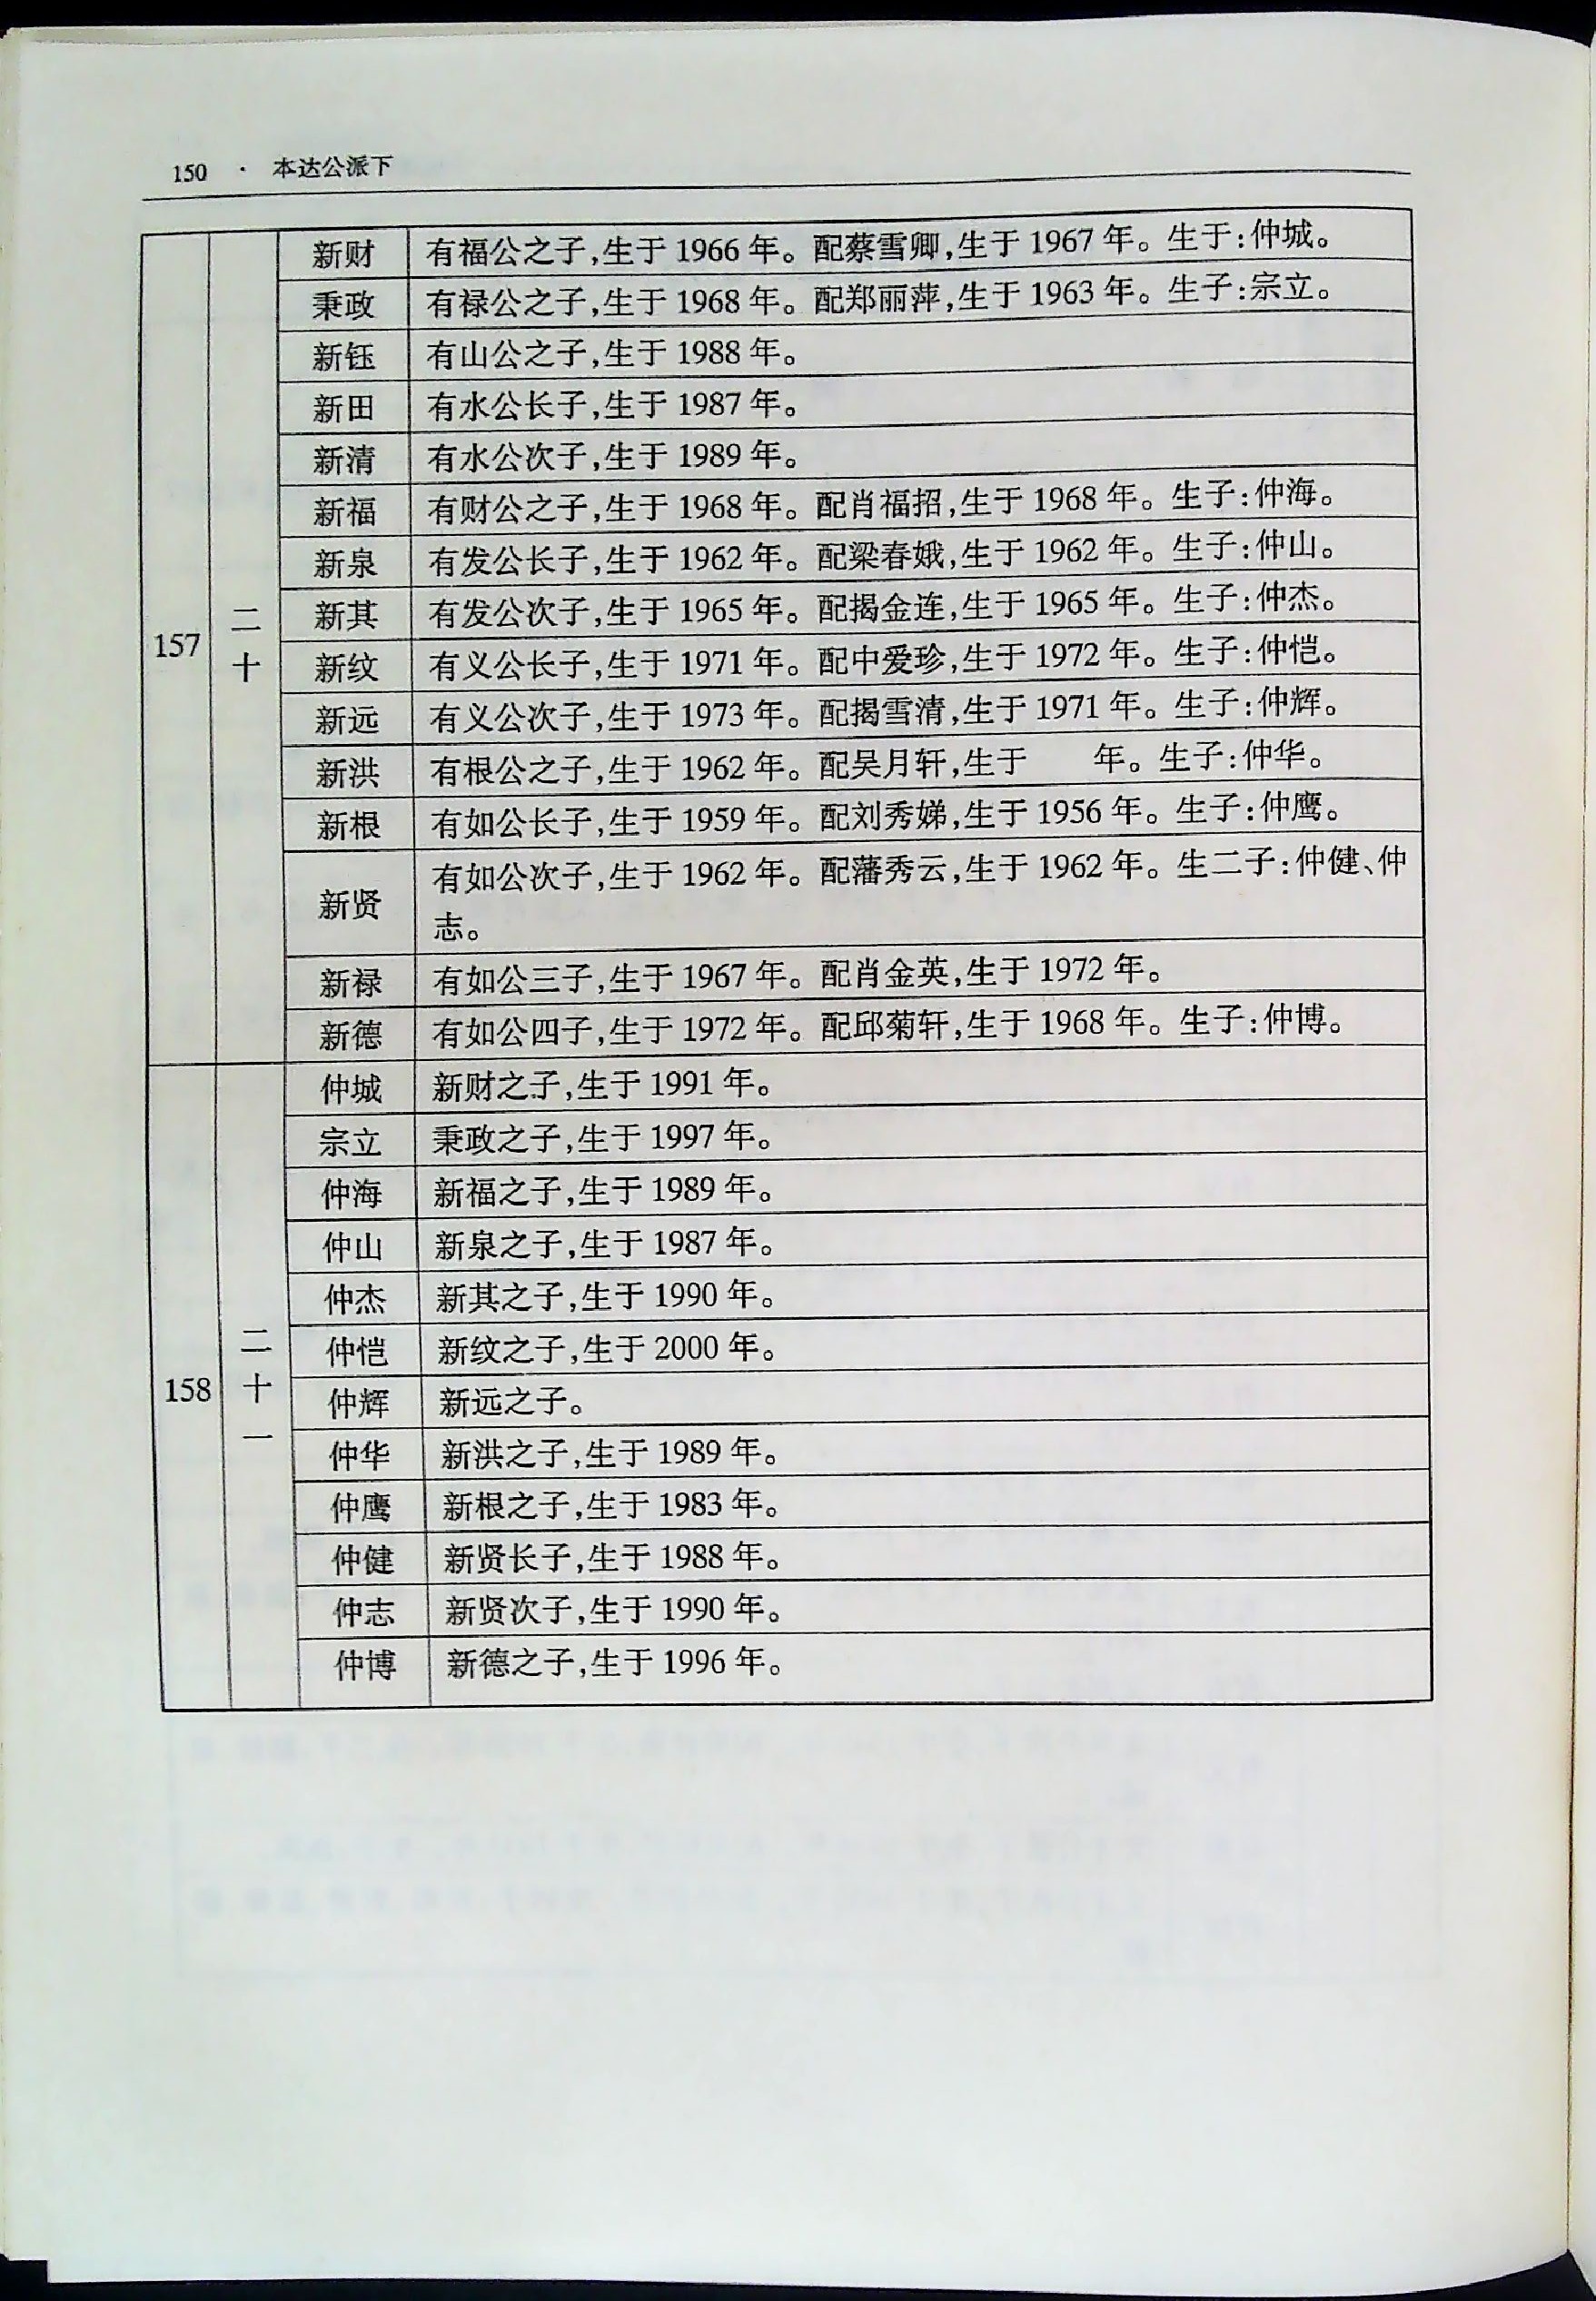 150 · 本达公派下
新财 有福公之子,生于 1966 年。配蔡雪卿,生于 1967 年。生于:仲城。
秉政 有禄公之子,生于 1968 年。配郑丽萍,生于 1963 年。生子:宗立。
新钰 有山公之子,生于 1988 年。
新田 有水公长子,生于 1987 年。
新清 有水公次子,生于 1989 年。
新福 有财公之子,生于 1968 年。配肖福招,生于 1968 年。生子:仲海。
新泉 有发公长子,生于 1962 年。配梁春娥,生于 1962 年。生子:仲山。
157 二十
新其 有发公次子,生于 1965 年。配揭金连,生于 1965 年。生子:仲杰。
新纹 有义公长子,生于 1971 年。配中爱珍,生于 1972 年。生子:仲恺。
新远 有义公次子,生于 1973 年。配揭雪清,生于 1971 年。生子:仲辉。
新洪 有根公之子,生于 1962 年。配吴月轩,生于 年。生子:仲华。
新根 有如公长子,生于 1959 年。配刘秀娣,生于 1956 年。生子:仲鹰。
新贤 有如公次子,生于 1962 年。配藩秀云,生于 1962 年。生二子:仲健、仲
志。
新禄 有如公三子,生于 1967 年。配肖金英,生于 1972 年。
新德 有如公四子,生于 1972 年。配邱菊轩,生于 1968 年。生子:仲博。
仲城 新财之子,生于 1991 年。
宗立 秉政之子,生于 1997 年。
仲海 新福之子,生于 1989 年。
仲山 新泉之子,生于 1987 年。
仲杰 新其之子,生于 1990 年。
仲恺 新纹之子,生于 2000 年。
158 二十一
仲辉 新远之子。
仲华 新洪之子,生于 1989 年。
仲鹰 新根之子,生于 1983 年。
仲健 新贤长子,生于 1988 年。
仲志 新贤次子,生于 1990 年。
仲博 新德之子,生于 1996 年。